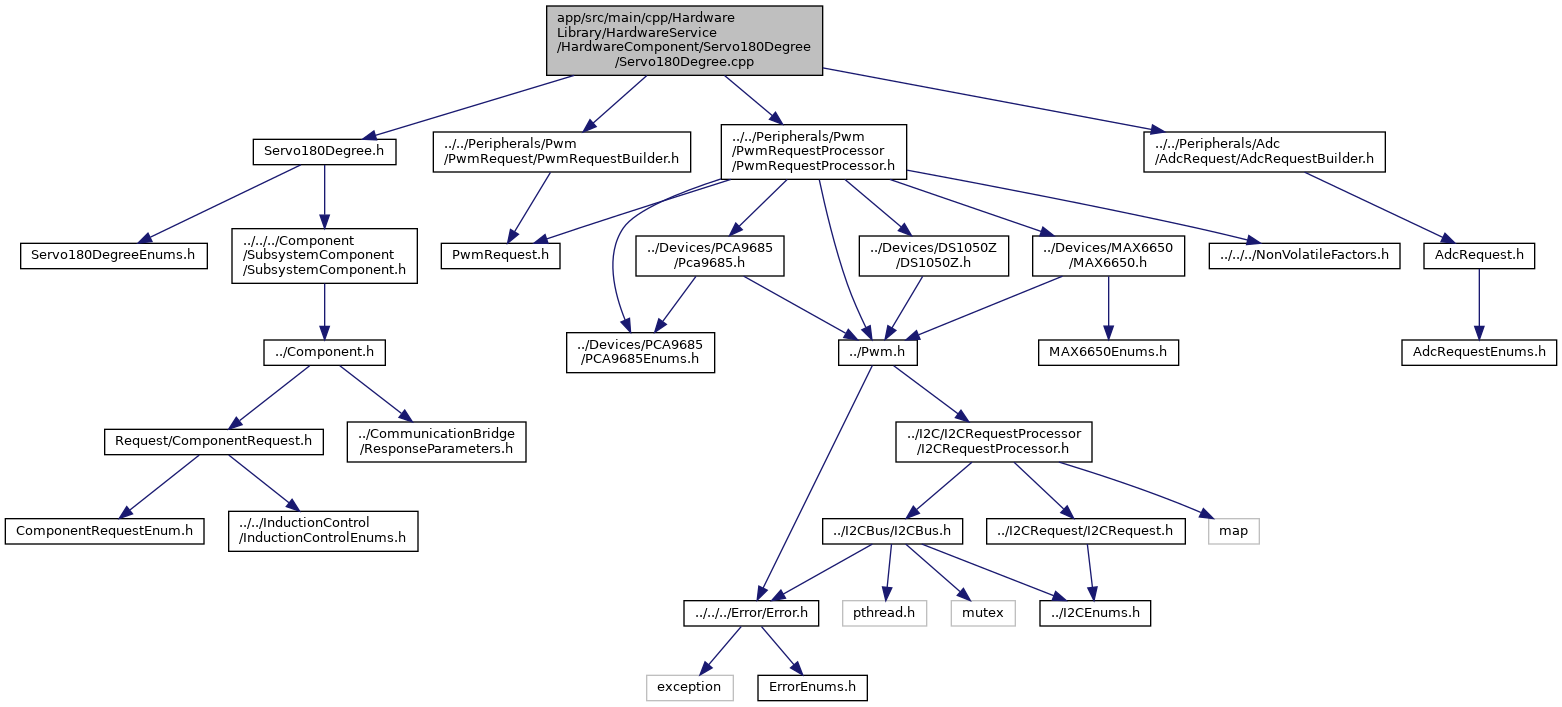 app/src/main/cpp/Hardware
Library/HardwareService
/HardwareComponent/Servo180Degree
/Servo180Degree.cpp
Servo180Degree.h
../../Peripherals/Pwm
/PwmRequest/PwmRequestBuilder.h
../../Peripherals/Pwm
/PwmRequestProcessor
/PwmRequestProcessor.h
../../Peripherals/Adc
/AdcRequest/AdcRequestBuilder.h
Servo180DegreeEnums.h
../../../Component
/SubsystemComponent
/SubsystemComponent.h
PwmRequest.h
../Devices/PCA9685
/Pca9685.h
../Devices/DS1050Z
/DS1050Z.h
../Devices/MAX6650
/MAX6650.h
../../../NonVolatileFactors.h
AdcRequest.h
../Component.h
../Devices/PCA9685
/PCA9685Enums.h
../Pwm.h
MAX6650Enums.h
AdcRequestEnums.h
Request/ComponentRequest.h
../CommunicationBridge
/ResponseParameters.h
../I2C/I2CRequestProcessor
/I2CRequestProcessor.h
ComponentRequestEnum.h
../../InductionControl
/InductionControlEnums.h
../I2CBus/I2CBus.h
../I2CRequest/I2CRequest.h
map
../../../Error/Error.h
pthread.h
mutex
../I2CEnums.h
exception
ErrorEnums.h